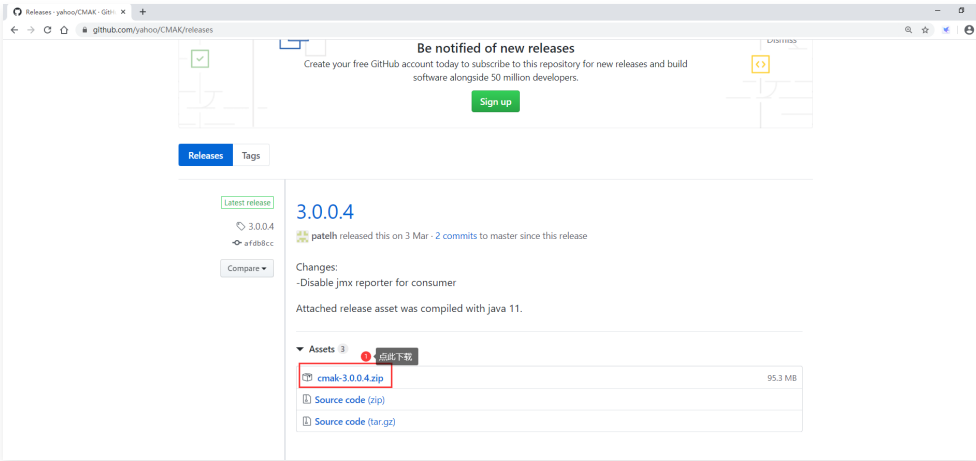 Releases · yahoo/CMAK · GitH
github.com/yahoo/CMAK/releases
Be notified of new releases
Dismiss
Create your free GitHub account today to subscribe to this repository for new releases and build
software alongside 50 million developers.
Sign up
Releases Tags
Latest release
3.0.0.4
afdb8cc
Compare
3.0.0.4
patelh released this on 3 Mar · 2 commits to master since this release
Changes:
-Disable jmx reporter for consumer
Attached release asset was compiled with java 11.
Assets 3
1 点此下载
cmak-3.0.0.4.zip 95.3 MB
Source code (zip)
Source code (tar.gz)